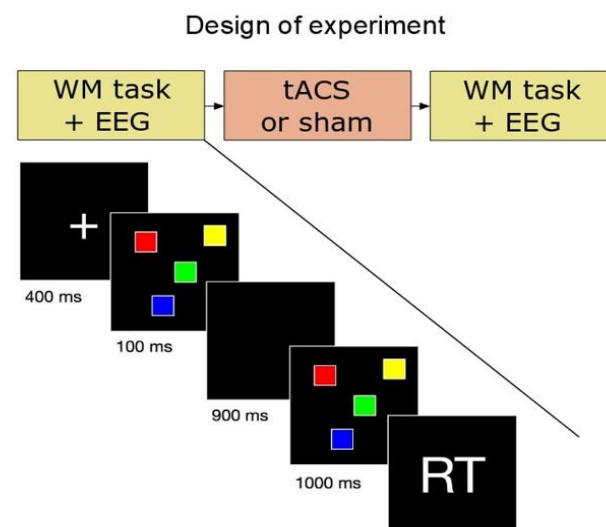 Design of experiment
WM task
+ EEG
tACS
or sham
WM task
+ EEG
+
400 ms
100 ms
900 ms
1000 ms
RT